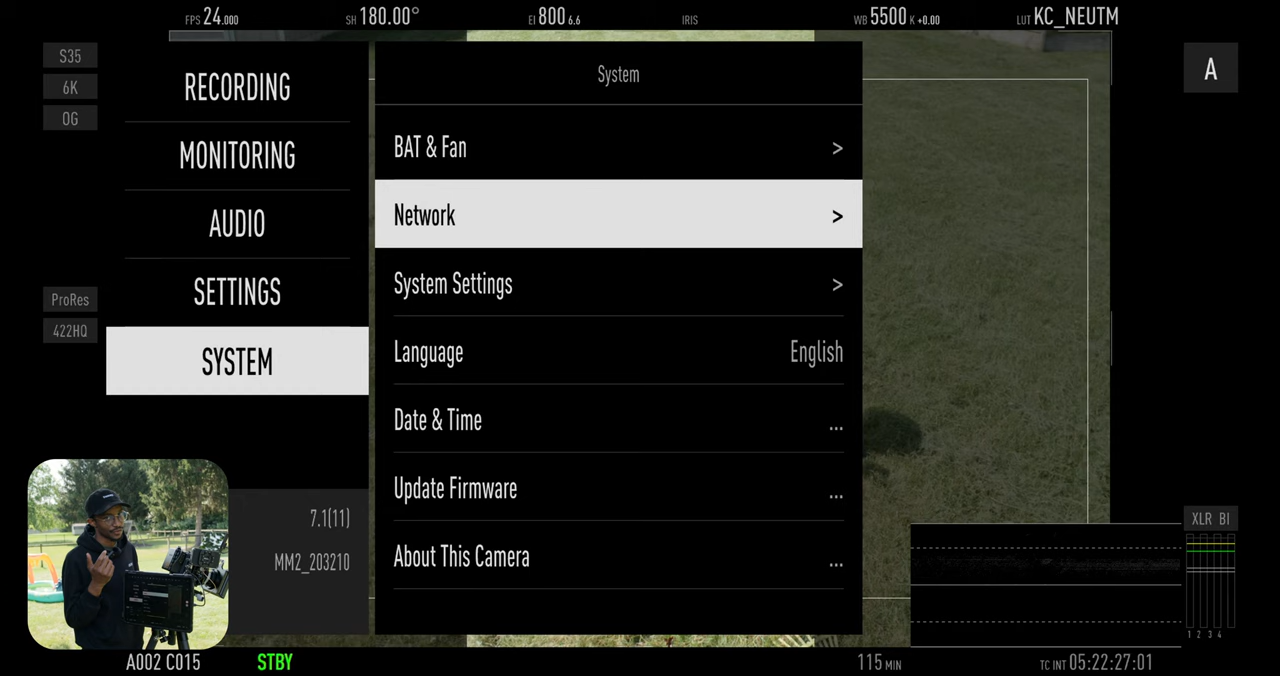 FPS 24.000
SH 180.00°
EI 800 6.6
IRIS
WB 5500 K +0.00
LUT KC_NEUTM
S35
6K
OG
A
RECORDING
MONITORING
AUDIO
SETTINGS
SYSTEM
System
BAT & Fan >
Network >
System Settings >
Language English
Date & Time ...
Update Firmware ...
About This Camera ...
ProRes
422HQ
7.1(11)
MM2_203210
XLR BI
1 2 3 4
A002 C015
STBY
115 MIN
TC INT 05:22:27:01